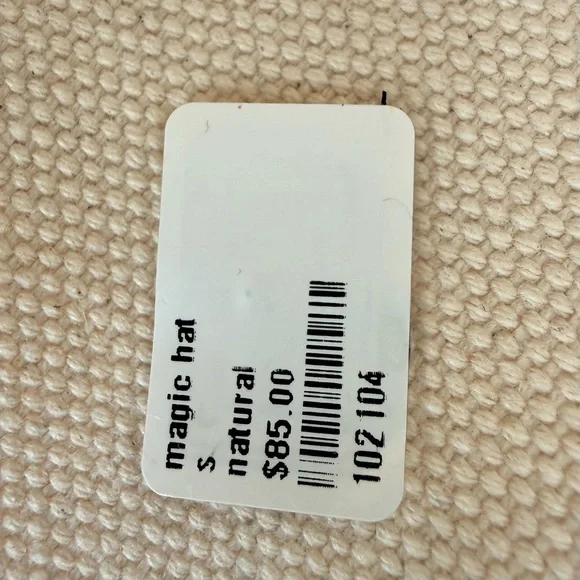 magic hat
s
natural
$85.00
102104